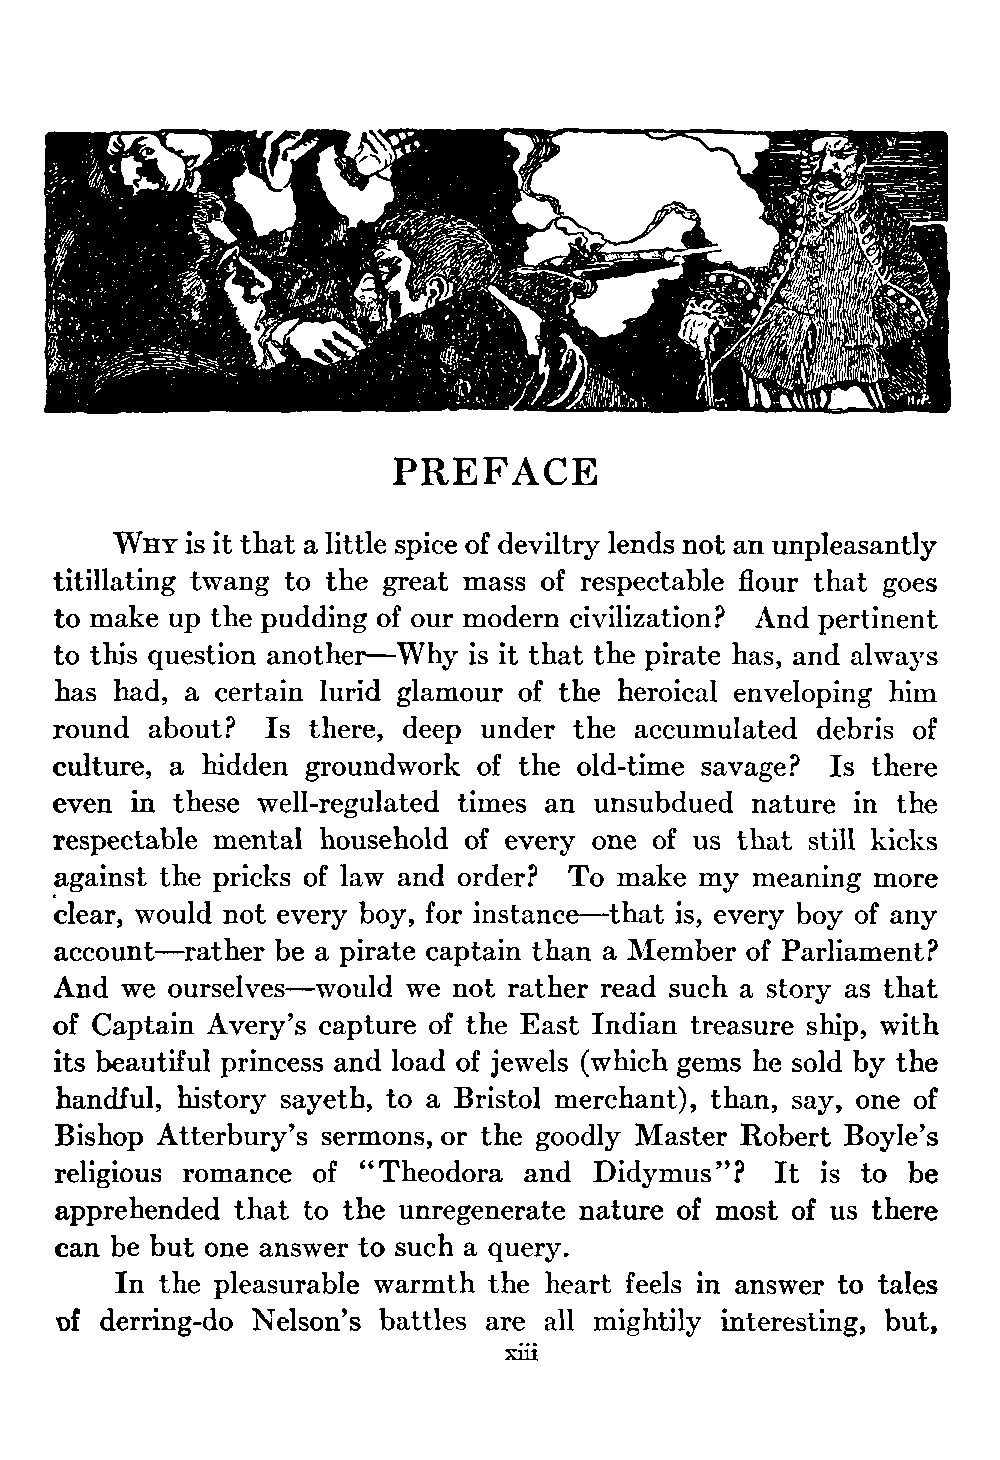 PREFACE
WHY is it that a little spice of deviltry lends not an unpleasantly
titillating twang to the great mass of respectable flour that goes
to make up the pudding of our modern civilization? And pertinent
to this question another—Why is it that the pirate has, and always
has had, a certain lurid glamour of the heroical enveloping him
round about? Is there, deep under the accumulated debris of
culture, a hidden groundwork of the old-time savage? Is there
even in these well-regulated times an unsubdued nature in the
respectable mental household of every one of us that still kicks
against the pricks of law and order? To make my meaning more
clear, would not every boy, for instance—that is, every boy of any
account—rather be a pirate captain than a Member of Parliament?
And we ourselves—would we not rather read such a story as that
of Captain Avery's capture of the East Indian treasure ship, with
its beautiful princess and load of jewels (which gems he sold by the
handful, history sayeth, to a Bristol merchant), than, say, one of
Bishop Atterbury's sermons, or the goodly Master Robert Boyle's
religious romance of "Theodora and Didymus"? It is to be
apprehended that to the unregenerate nature of most of us there
can be but one answer to such a query.
In the pleasurable warmth the heart feels in answer to tales
of derring-do Nelson's battles are all mightily interesting, but,
xiii